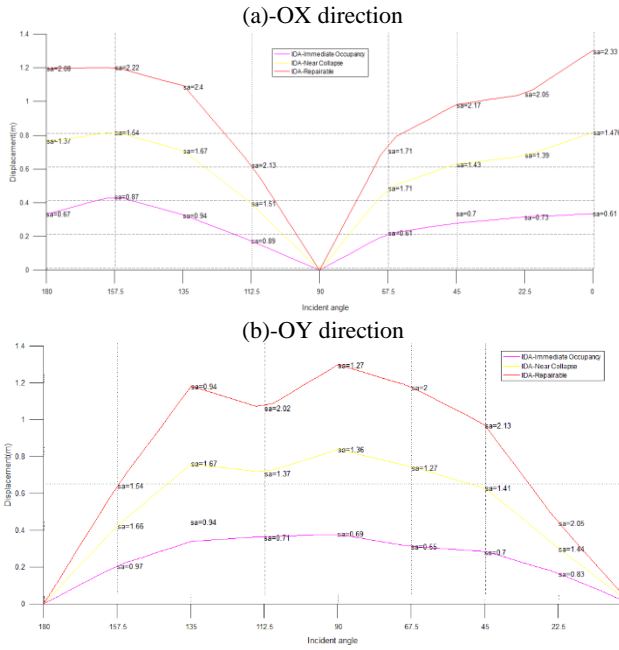 (a)-OX direction
1.4
1.2
1
0.8
0.6
0.4
0.2
0
Displacement(m)
IDA-Immediate Occupancy
IDA-Near Collapse
IDA-Repairable
sa=2.08
sa=2.22
sa=2.4
sa=2.13
sa=1.71
sa=2.17
sa=2.05
sa=2.33
sa=1.37
sa=1.54
sa=1.67
sa=1.51
sa=1.71
sa=1.43
sa=1.39
sa=1.476
sa=0.67
sa=0.87
sa=0.94
sa=0.89
sa=0.61
sa=0.7
sa=0.73
sa=0.61
180 157.5 135 112.5 90 67.5 45 22.5 0
Incident angle
(b)-OY direction
1.4
1.2
1
0.8
0.6
0.4
0.2
0
Displacement(m)
IDA-Immediate Occupancy
IDA-Near Collapse
IDA-Repairable
sa=1.54
sa=0.94
sa=2.02
sa=1.27
sa=2
sa=2.13
sa=2.05
sa=1.66
sa=1.67
sa=1.37
sa=1.36
sa=1.27
sa=1.41
sa=1.44
sa=0.97
sa=0.94
sa=0.71
sa=0.69
sa=0.65
sa=0.7
sa=0.83
180 157.5 135 112.5 90 67.5 45 22.5
Incident angle